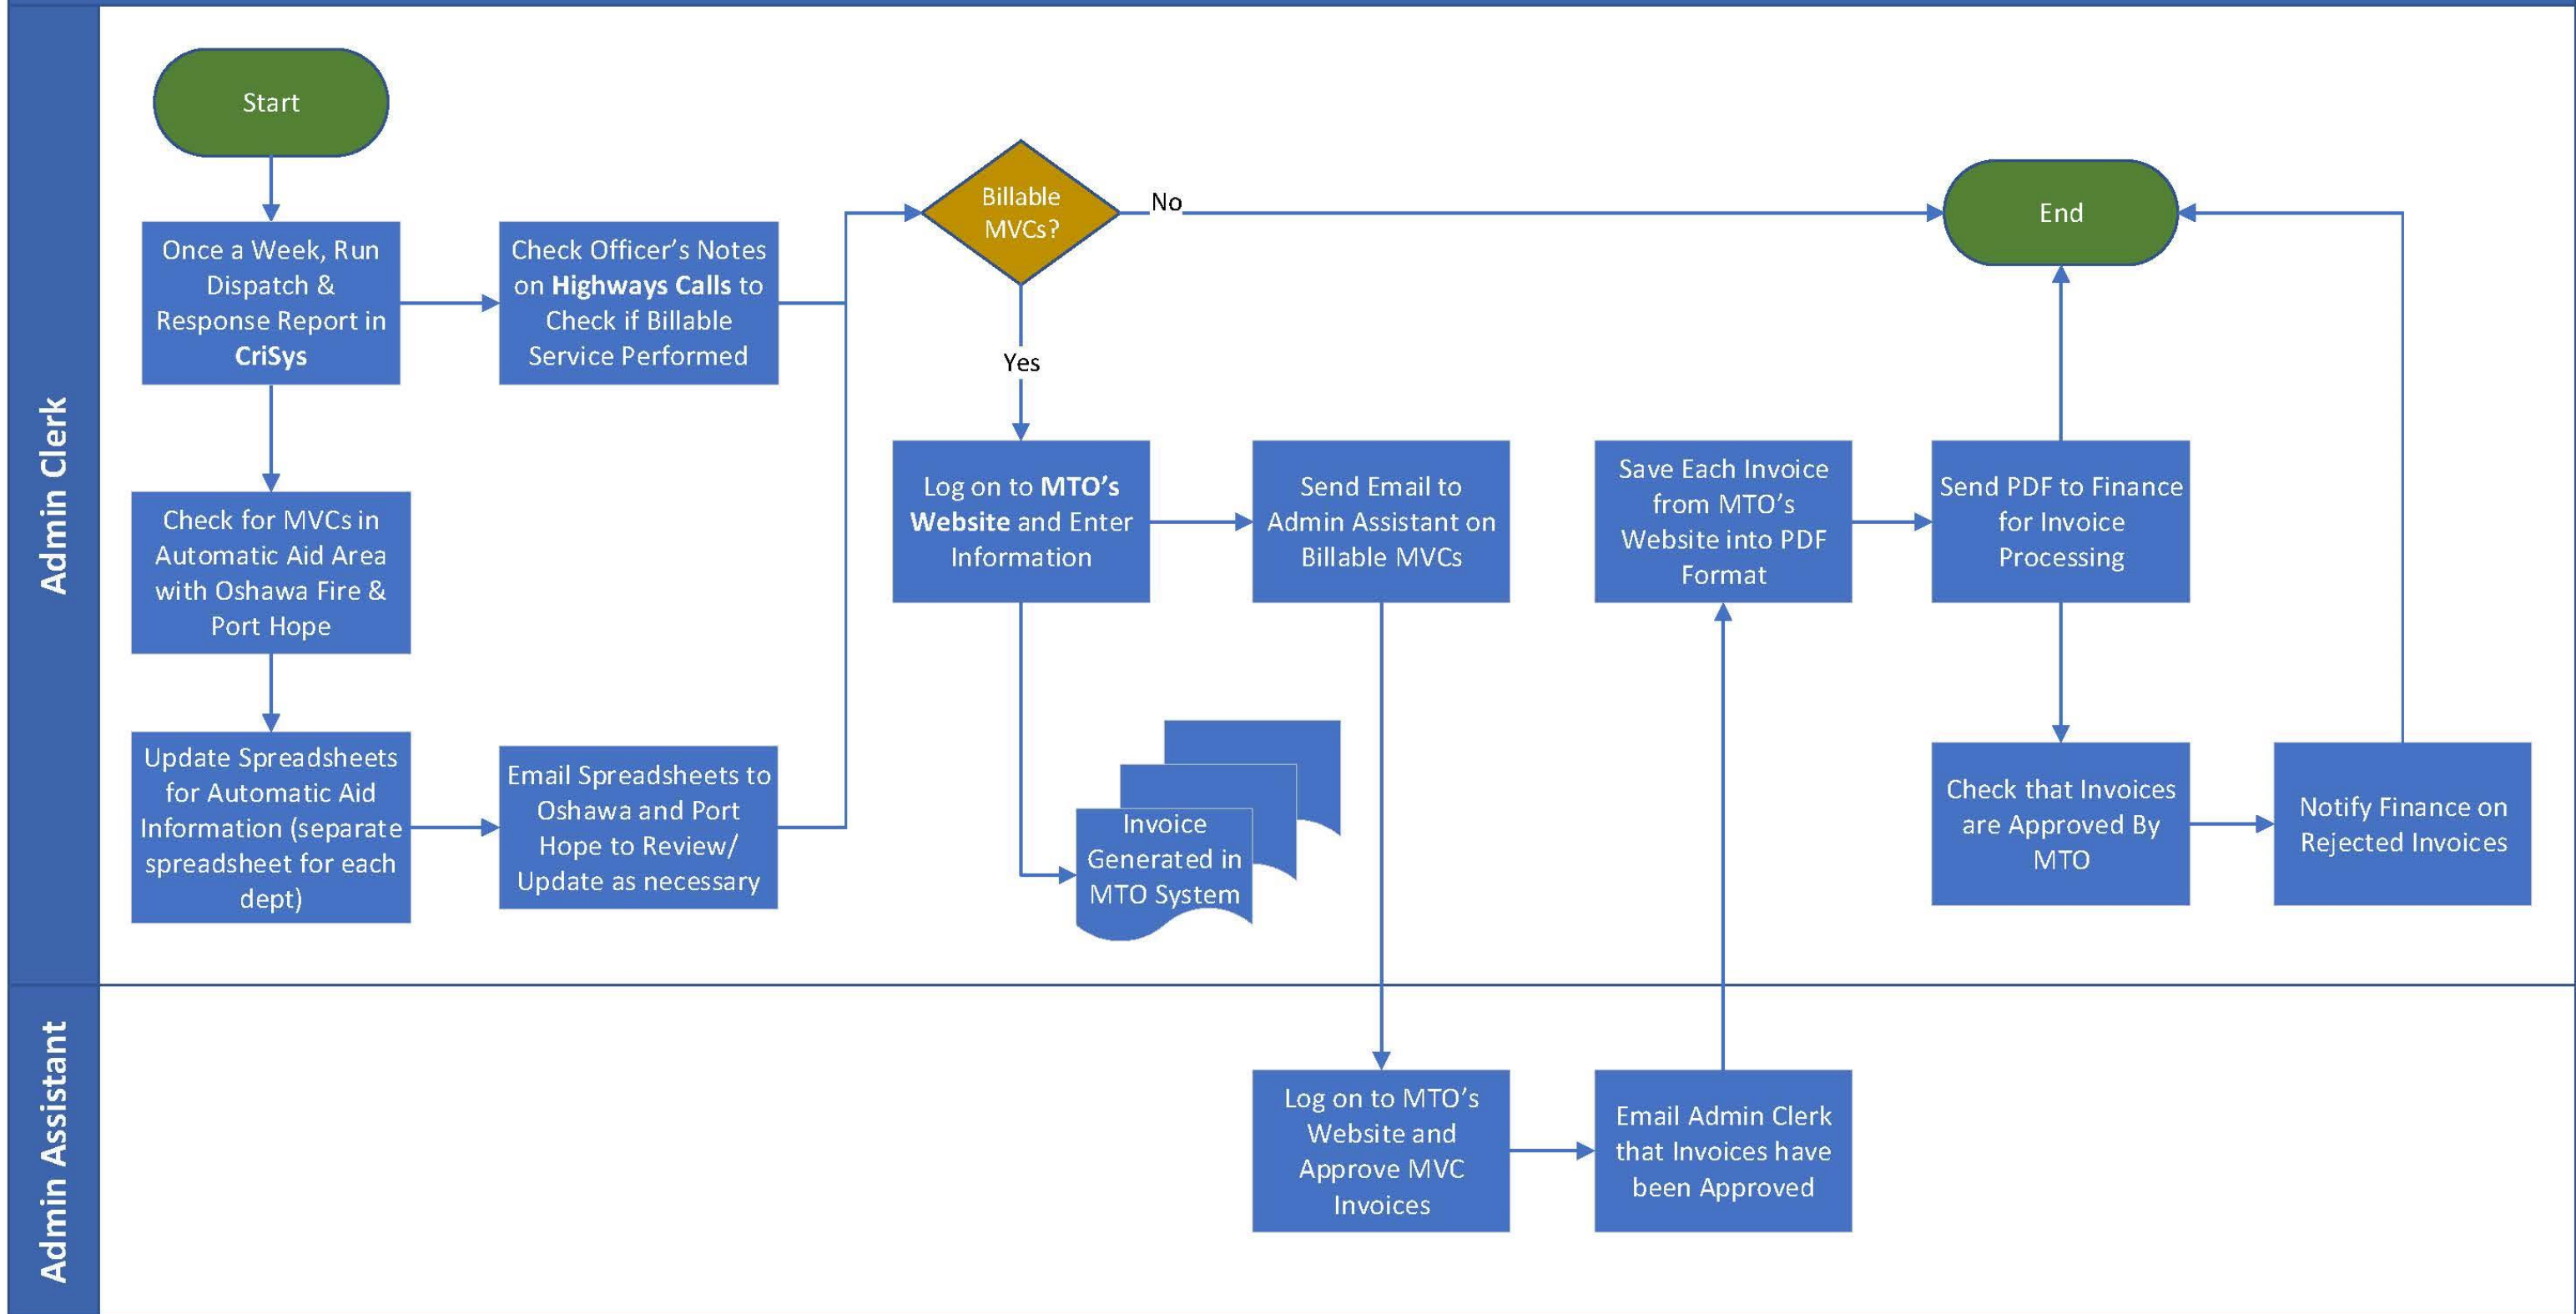 Admin Clerk
Start
Once a Week, Run
Dispatch &
Response Report in
CriSys
Check Officer's Notes
on Highways Calls to
Check if Billable
Service Performed
Check for MVCs in
Automatic Aid Area
with Oshawa Fire &
Port Hope
Update Spreadsheets
for Automatic Aid
Information (separate
spreadsheet for each
dept)
Email Spreadsheets to
Oshawa and Port
Hope to Review/
Update as necessary
Billable
MVCs?
No
Yes
Log on to MTO's
Website and Enter
Information
Send Email to
Admin Assistant on
Billable MVCs
Invoice
Generated in
MTO System
Save Each Invoice
from MTO's
Website into PDF
Format
Send PDF to Finance
for Invoice
Processing
End
Check that Invoices
are Approved By
MTO
Notify Finance on
Rejected Invoices
Admin Assistant
Log on to MTO's
Website and
Approve MVC
Invoices
Email Admin Clerk
that Invoices have
been Approved